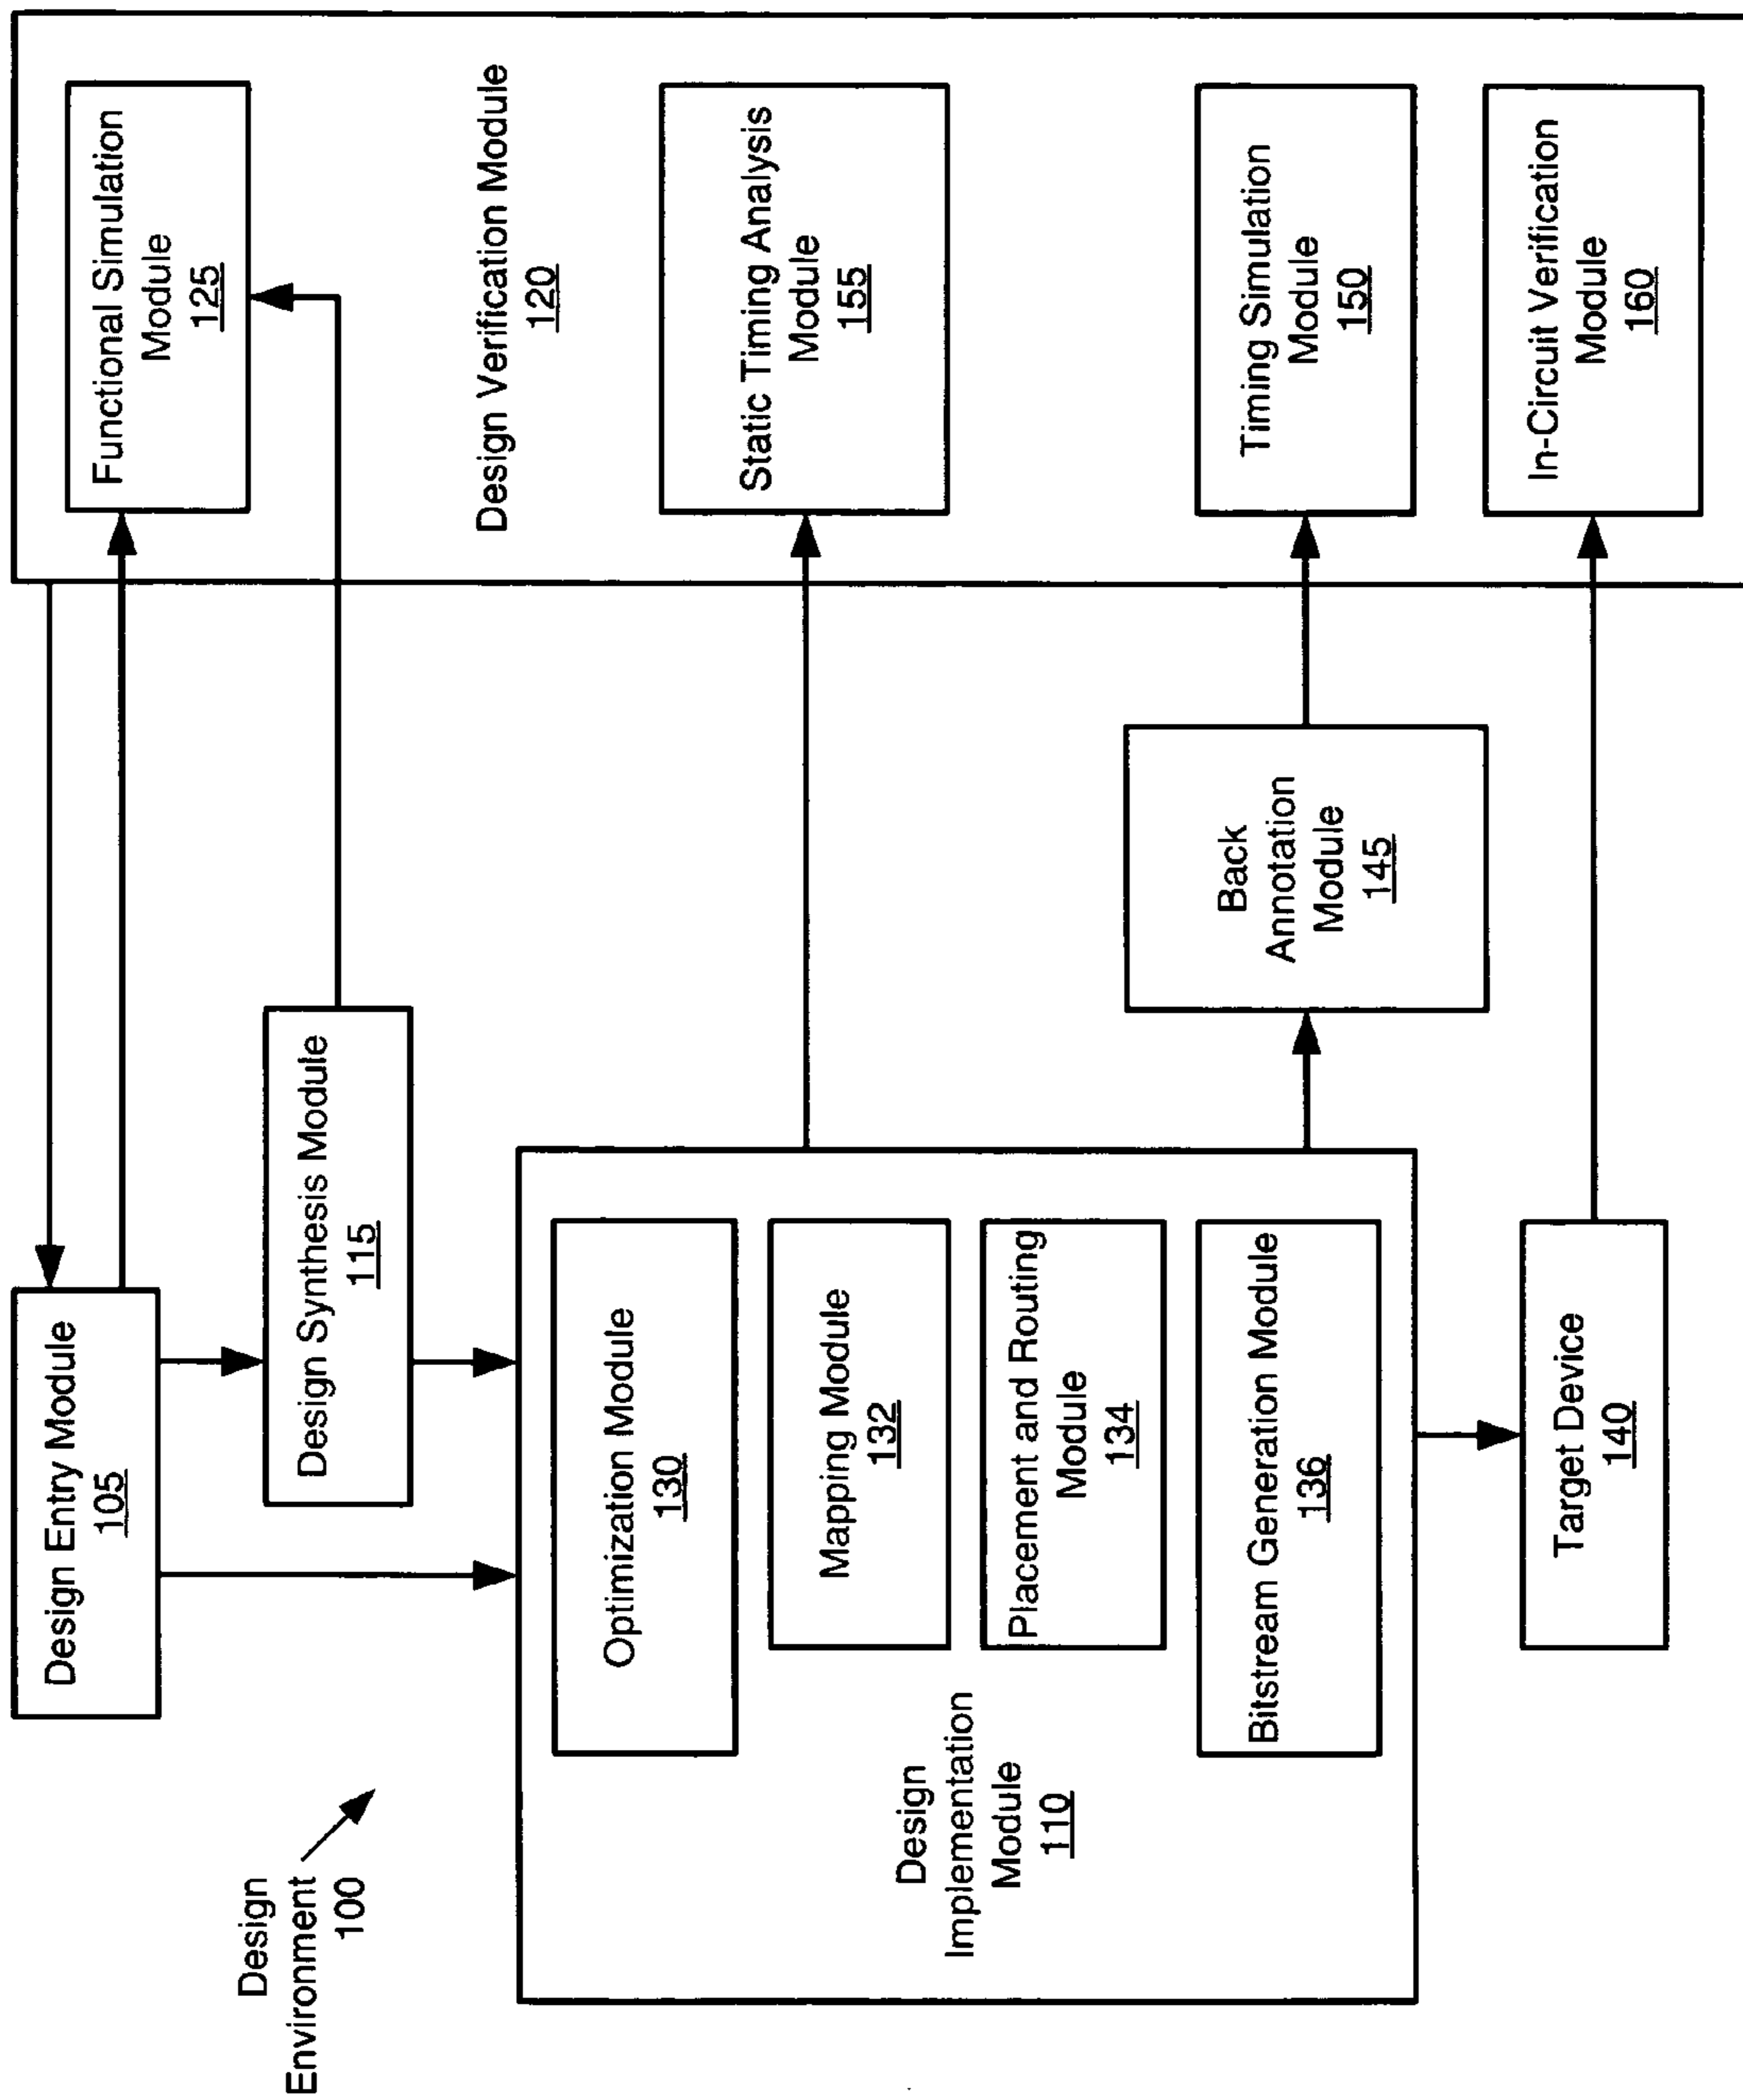 Design
Environment
100
Design Entry Module
105
Design Synthesis Module
115
Design
Implementation
Module
110
Optimization Module
130
Mapping Module
132
Placement and Routing
Module
134
Bitstream Generation Module
136
Target Device
140
Back
Annotation
Module
145
Functional Simulation
Module
125
Design Verification Module
120
Static Timing Analysis
Module
155
Timing Simulation
Module
150
In-Circuit Verification
Module
160